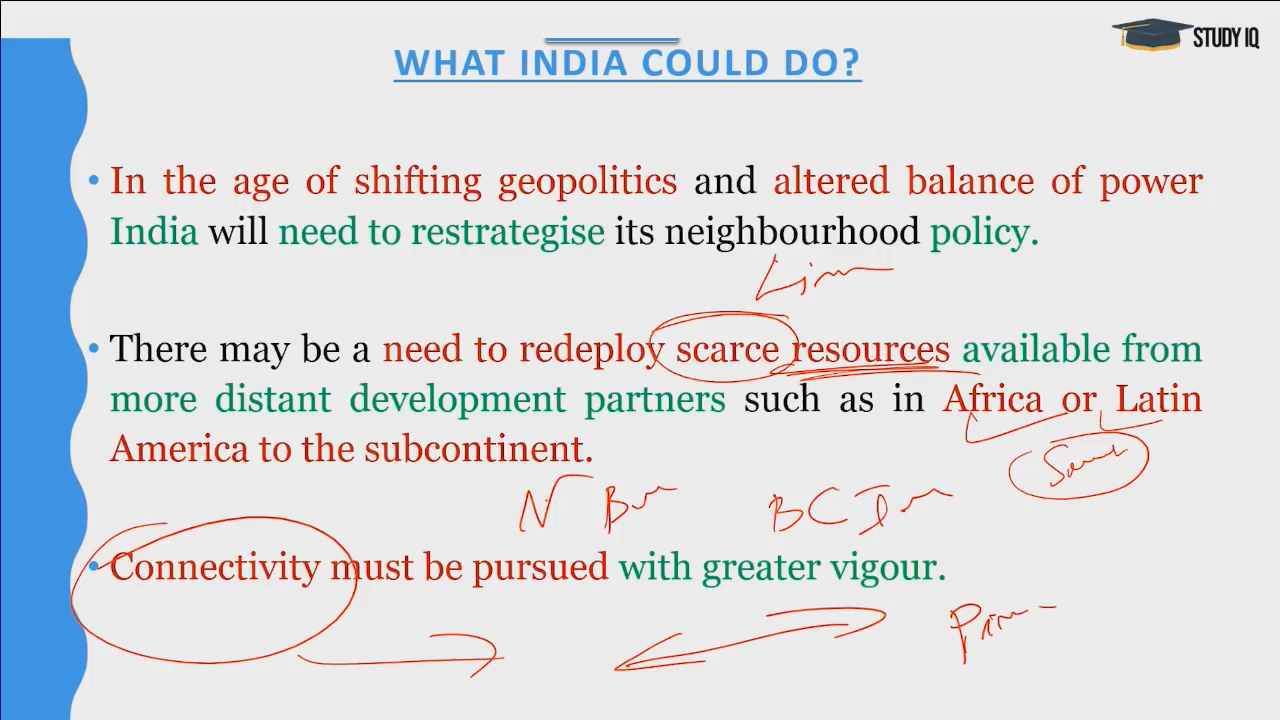 STUDY IQ
WHAT INDIA COULD DO?
• In the age of shifting geopolitics and altered balance of power
India will need to restrategise its neighbourhood policy.
• There may be a need to redeploy scarce resources available from
more distant development partners such as in Africa or Latin
America to the subcontinent.
• Connectivity must be pursued with greater vigour.